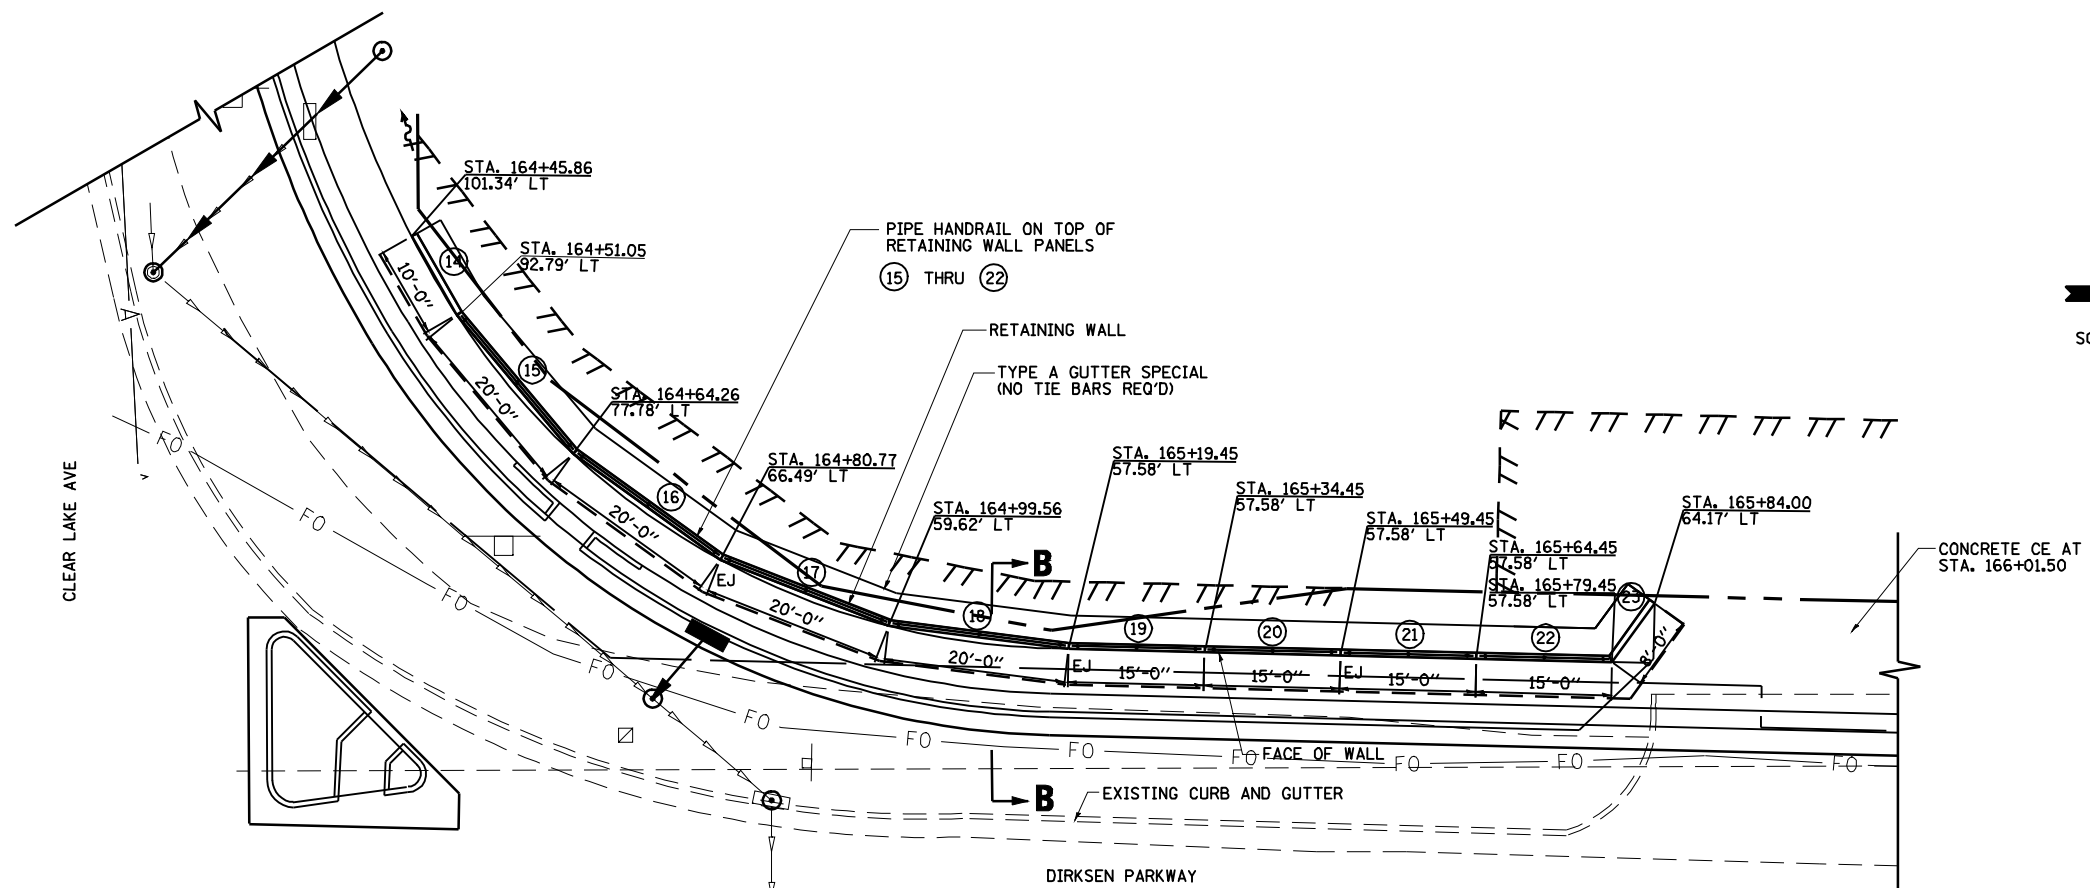 STA. 164+45.86
101.34' LT
STA. 164+51.05
92.79' LT
14
10'-0"
PIPE HANDRAIL ON TOP OF
RETAINING WALL PANELS
15 THRU 22
RETAINING WALL
TYPE A GUTTER SPECIAL
(NO TIE BARS REQ'D)
15
20'-0"
STA. 164+64.26
77.78' LT
16
20'-0"
STA. 164+80.77
66.49' LT
EJ
17
20'-0"
STA. 164+99.56
59.62' LT
B
18
20'-0"
STA. 165+19.45
57.58' LT
EJ
19
15'-0"
STA. 165+34.45
57.58' LT
20
15'-0"
STA. 165+49.45
57.58' LT
EJ
21
15'-0"
STA. 165+64.45
57.58' LT
STA. 165+79.45
57.58' LT
22
15'-0"
23
8'-0"
STA. 165+84.00
64.17' LT
CONCRETE CE AT
STA. 166+01.50
CLEAR LAKE AVE
A
FO
FO
FO
FO
FO
FO
FO
FO
FO
FO
FO
FACE OF WALL
B
EXISTING CURB AND GUTTER
DIRKSEN PARKWAY